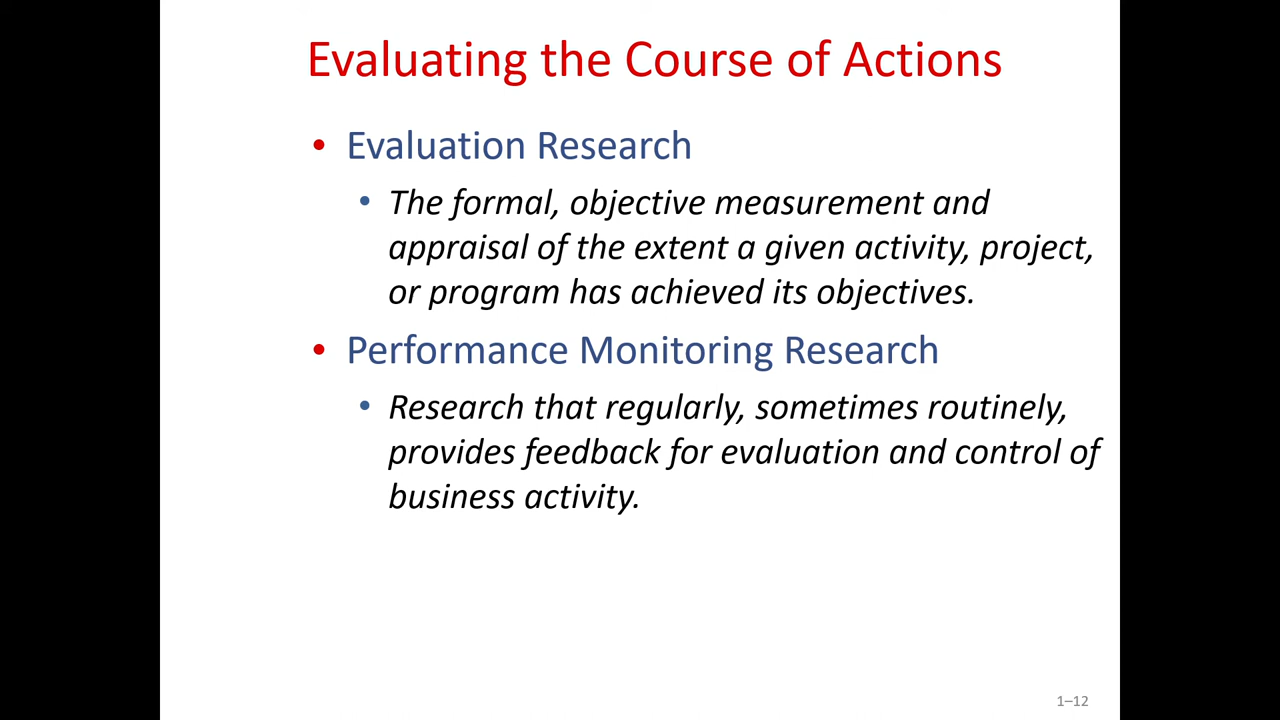 Evaluating the Course of Actions
• Evaluation Research
• The formal, objective measurement and
appraisal of the extent a given activity, project,
or program has achieved its objectives.
• Performance Monitoring Research
• Research that regularly, sometimes routinely,
provides feedback for evaluation and control of
business activity.
1–12